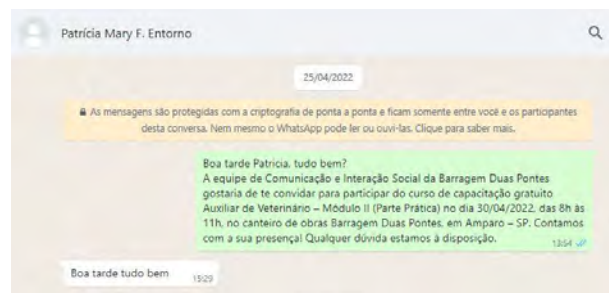 Patrícia Mary F. Entorno
25/04/2022
As mensagens são protegidas com a criptografia de ponta a ponta e ficam somente entre você e os participantes
desta conversa. Nem mesmo o WhatsApp pode ler ou ouvi-las. Clique para saber mais.
Boa tarde Patricia, tudo bem?
A equipe de Comunicação e Interação Social da Barragem Duas Pontes
gostaria de te convidar para participar do curso de capacitação gratuito
Auxiliar de Veterinário – Módulo II (Parte Prática) no dia 30/04/2022, das 8h às
11h, no canteiro de obras Barragem Duas Pontes, em Amparo – SP. Contamos
com a sua presença! Qualquer dúvida estamos à disposição.
13:54
Boa tarde tudo bem
15:29